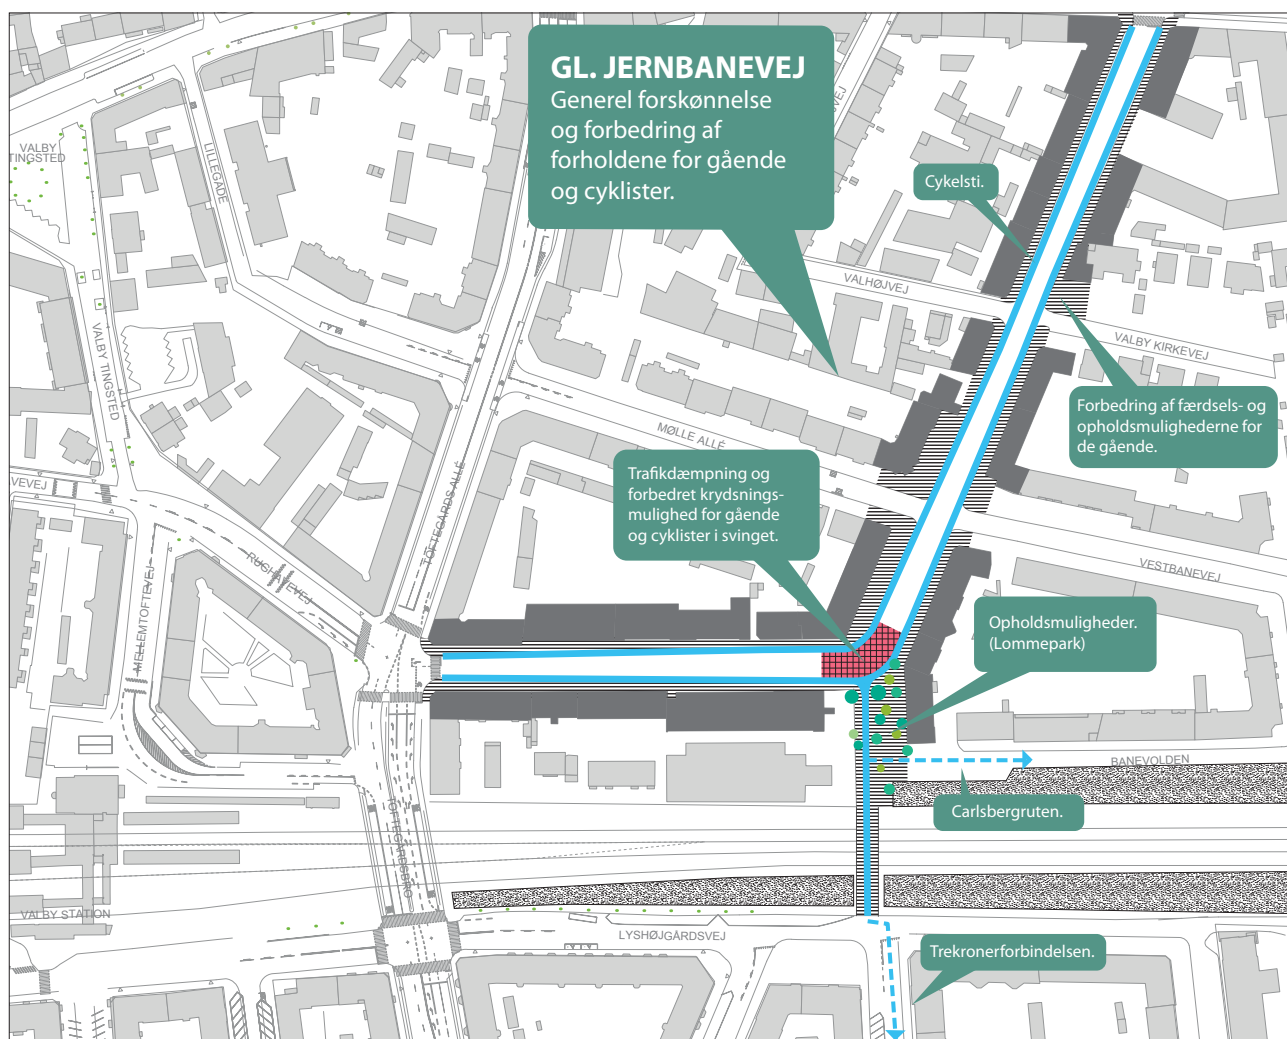 GL. JERNBANEVEJ
Generel forskønnelse
og forbedring af
forholdene for gående
og cyklister.
VALBY
TINGSTED
LILLEGADE
Cykelsti.
VALHØJVEJ
VALBY KIRKEVEJ
VALBY TINGSTED
Forbedring af færdsels- og
opholdsmulighederne for
de gående.
MØLLE ALLÉ
Trafikdæmpning og
forbedret krydsnings-
mulighed for gående
og cyklister i svinget.
VEVEJ
TOFTEGÅRDS ALLÉ
RUGHAVEVEJ
VESTBANEVEJ
MELLEMTOFTEVEJ
Opholdsmuligheder.
(Lommepark)
BANEVOLDEN
Carlsbergruten.
TOFTEGÅRDSBRO
VALBY STATION
LYSHØJGÅRDSVEJ
Trekronerforbindelsen.